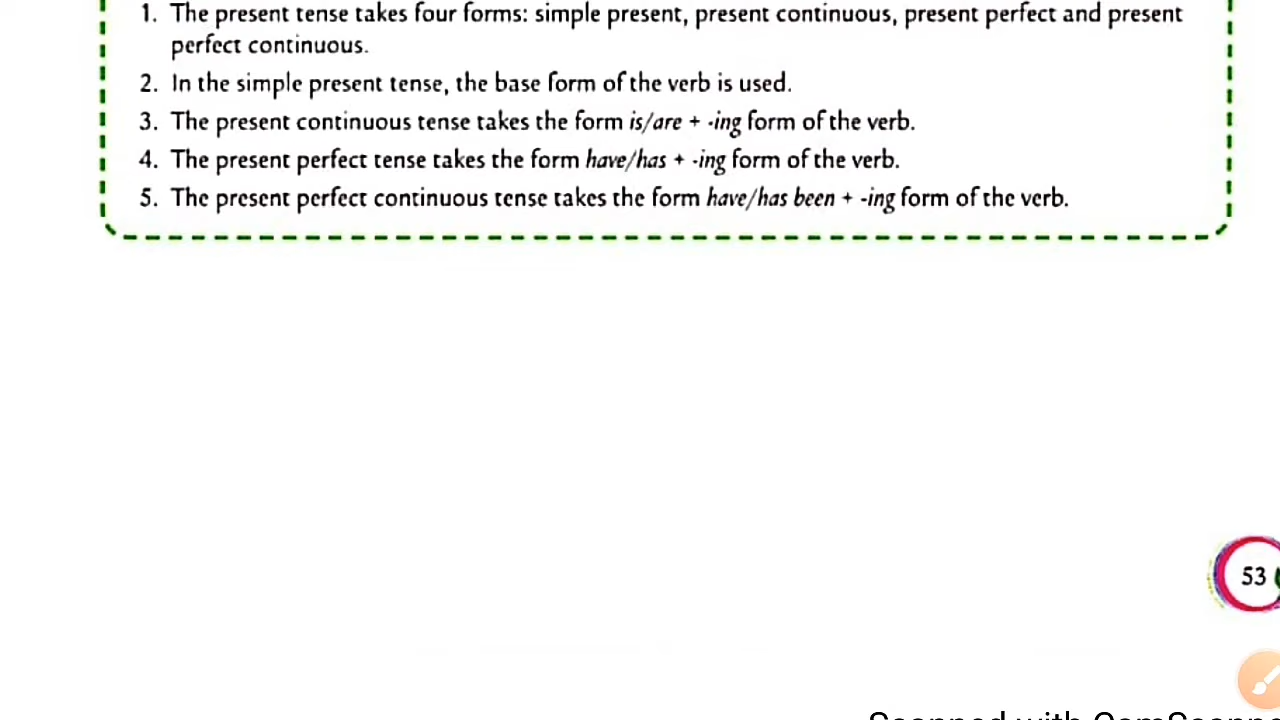 1. The present tense takes four forms: simple present, present continuous, present perfect and present
perfect continuous.
2. In the simple present tense, the base form of the verb is used.
3. The present continuous tense takes the form is/are + -ing form of the verb.
4. The present perfect tense takes the form have/has + -ing form of the verb.
5. The present perfect continuous tense takes the form have/has been + -ing form of the verb.
53
Scanned with CamScanne